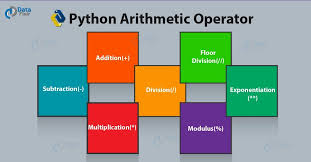 Data
Flair
Python Arithmetic Operator
Addition(+)
Floor
Division(//)
Subtraction(-)
Division(/)
Exponentiation
(**)
Multiplication(*)
Modulus(%)